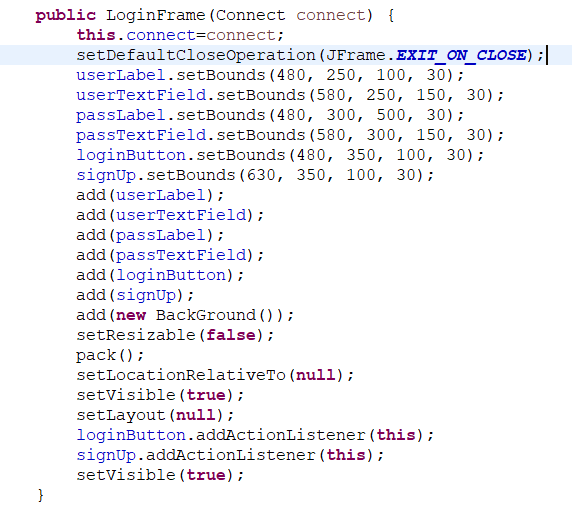 public LoginFrame(Connect connect) {
    this.connect=connect;
    setDefaultCloseOperation(JFrame.EXIT_ON_CLOSE);
    userLabel.setBounds(480, 250, 100, 30);
    userTextField.setBounds(580, 250, 150, 30);
    passLabel.setBounds(480, 300, 500, 30);
    passTextField.setBounds(580, 300, 150, 30);
    loginButton.setBounds(480, 350, 100, 30);
    signUp.setBounds(630, 350, 100, 30);
    add(userLabel);
    add(userTextField);
    add(passLabel);
    add(passTextField);
    add(loginButton);
    add(signUp);
    add(new BackGround());
    setResizable(false);
    pack();
    setLocationRelativeTo(null);
    setVisible(true);
    setLayout(null);
    loginButton.addActionListener(this);
    signUp.addActionListener(this);
    setVisible(true);
}